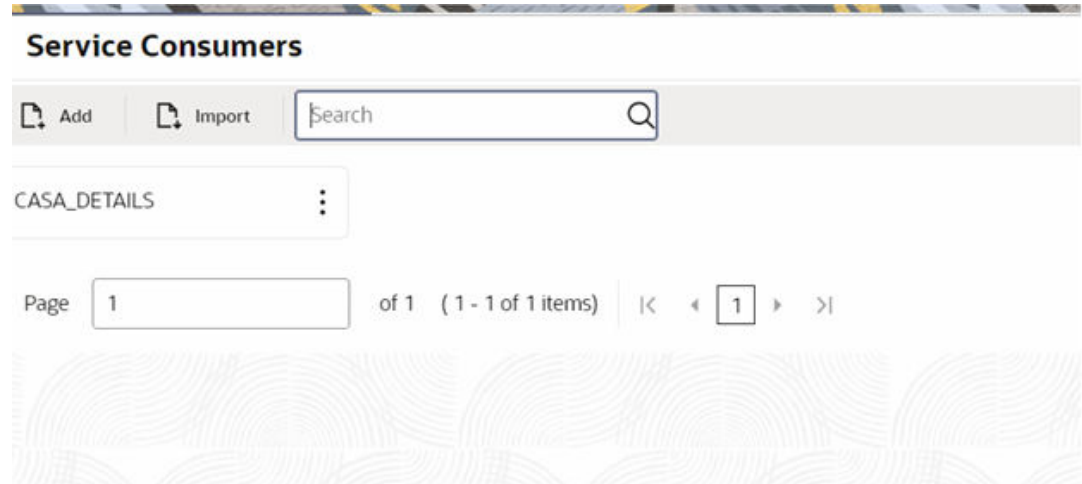 Service Consumers
Add Import Search
CASA_DETAILS
Page 1 of 1 ( 1 - 1 of 1 items) 1